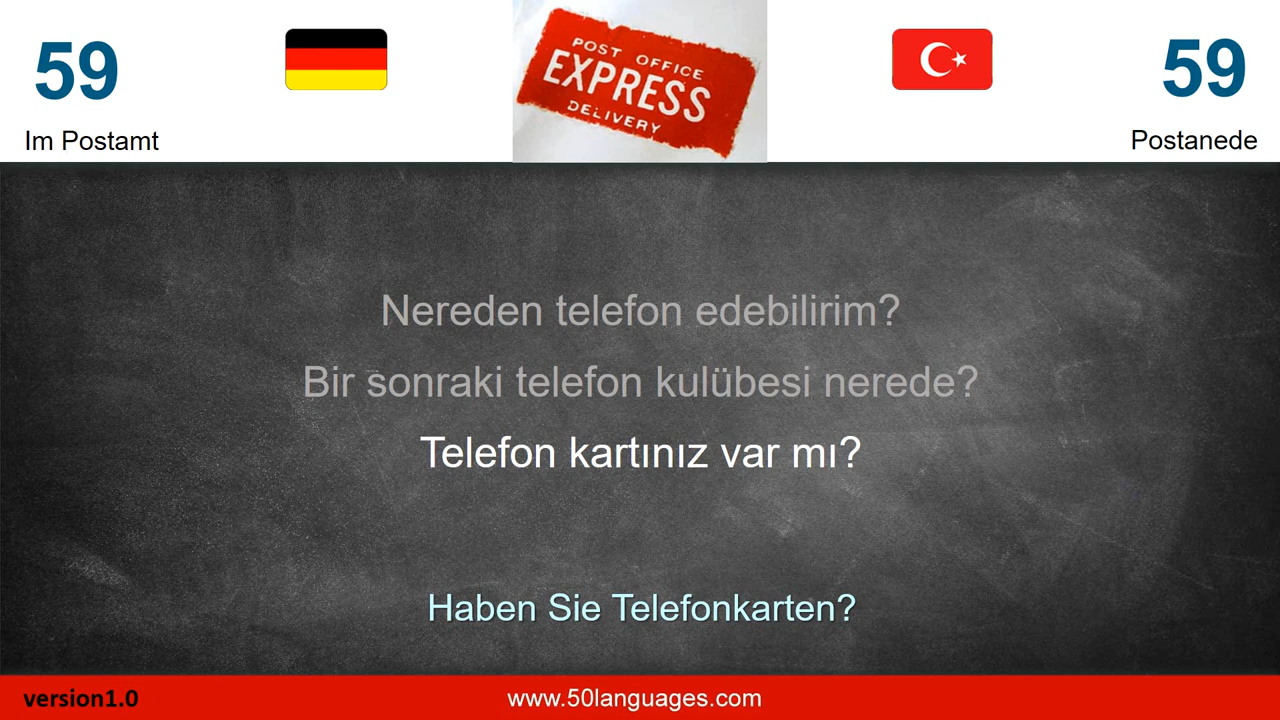 59
Im Postamt
POST OFFICE
EXPRESS
DELIVERY
59
Postanede
Nereden telefon edebilirim?
Bir sonraki telefon kulübesi nerede?
Telefon kartınız var mı?
Haben Sie Telefonkarten?
version1.0
www.50languages.com